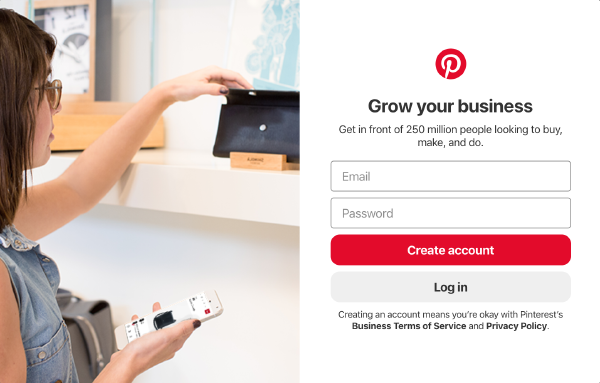 Grow your business
Get in front of 250 million people looking to buy,
make, and do.
Email
Password
Create account
Log in
Creating an account means you're okay with Pinterest's
Business Terms of Service and Privacy Policy.